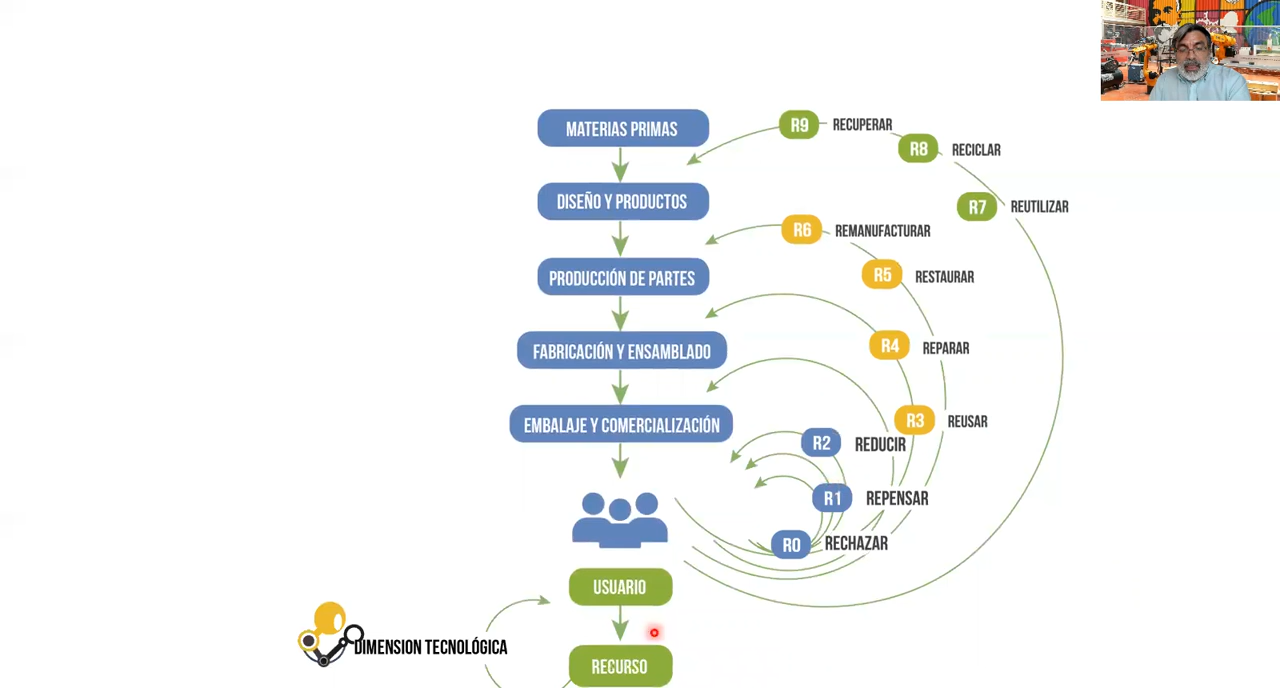 MATERIAS PRIMAS
R9 RECUPERAR
R8 RECICLAR
DISEÑO Y PRODUCTOS
R7 REUTILIZAR
R6 REMANUFACTURAR
PRODUCCIÓN DE PARTES
R5 RESTAURAR
FABRICACIÓN Y ENSAMBLADO
R4 REPARAR
EMBALAJE Y COMERCIALIZACIÓN
R3 REUSAR
R2 REDUCIR
R1 REPENSAR
R0 RECHAZAR
USUARIO
DIMENSION TECNOLÓGICA
RECURSO